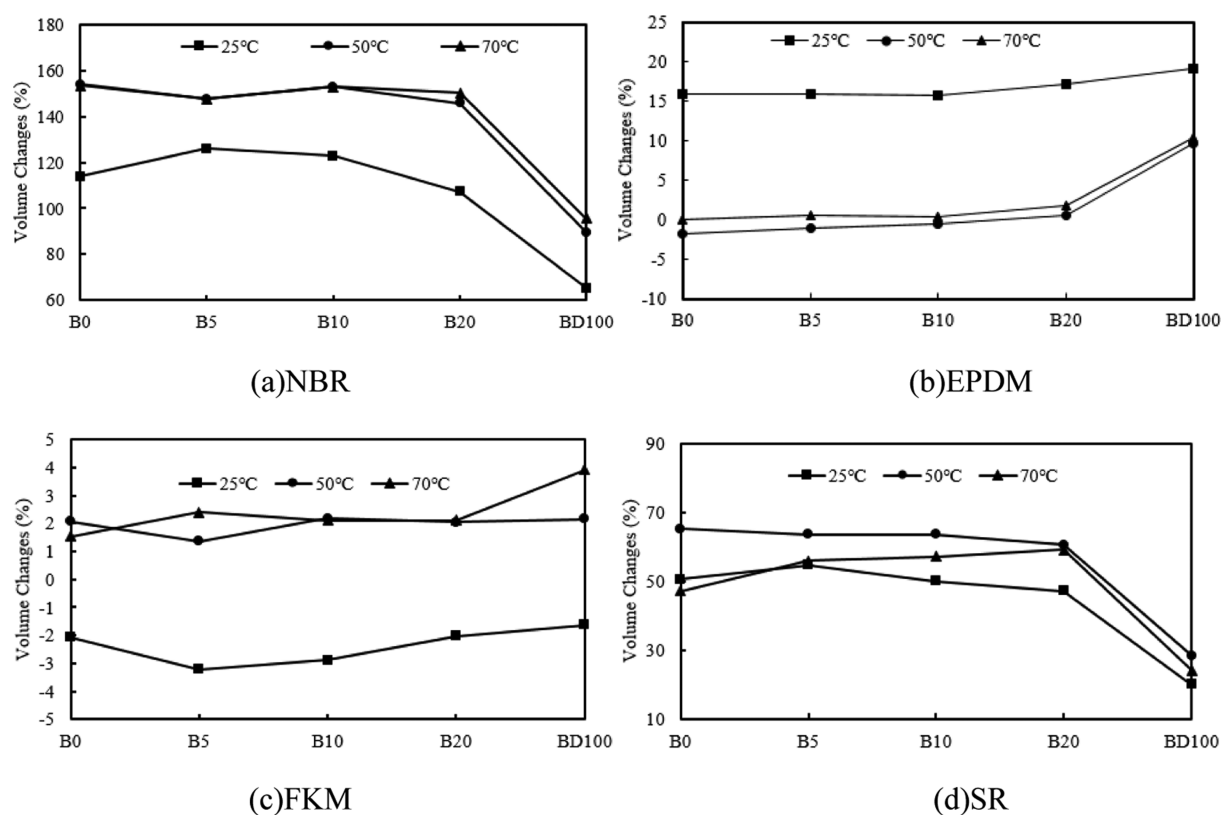 Volume Changes (%)
180
160
140
120
100
80
60
25℃ 50℃ 70℃
B0 B5 B10 B20 BD100
(a)NBR
Volume Changes (%)
25
20
15
10
5
0
-5
-10
25℃ 50℃ 70℃
B0 B5 B10 B20 BD100
(b)EPDM
Volume Changes (%)
5
4
3
2
1
0
-1
-2
-3
-4
-5
25℃ 50℃ 70℃
B0 B5 B10 B20 BD100
(c)FKM
Volume Changes (%)
90
70
50
30
10
25℃ 50℃ 70℃
B0 B5 B10 B20 BD100
(d)SR